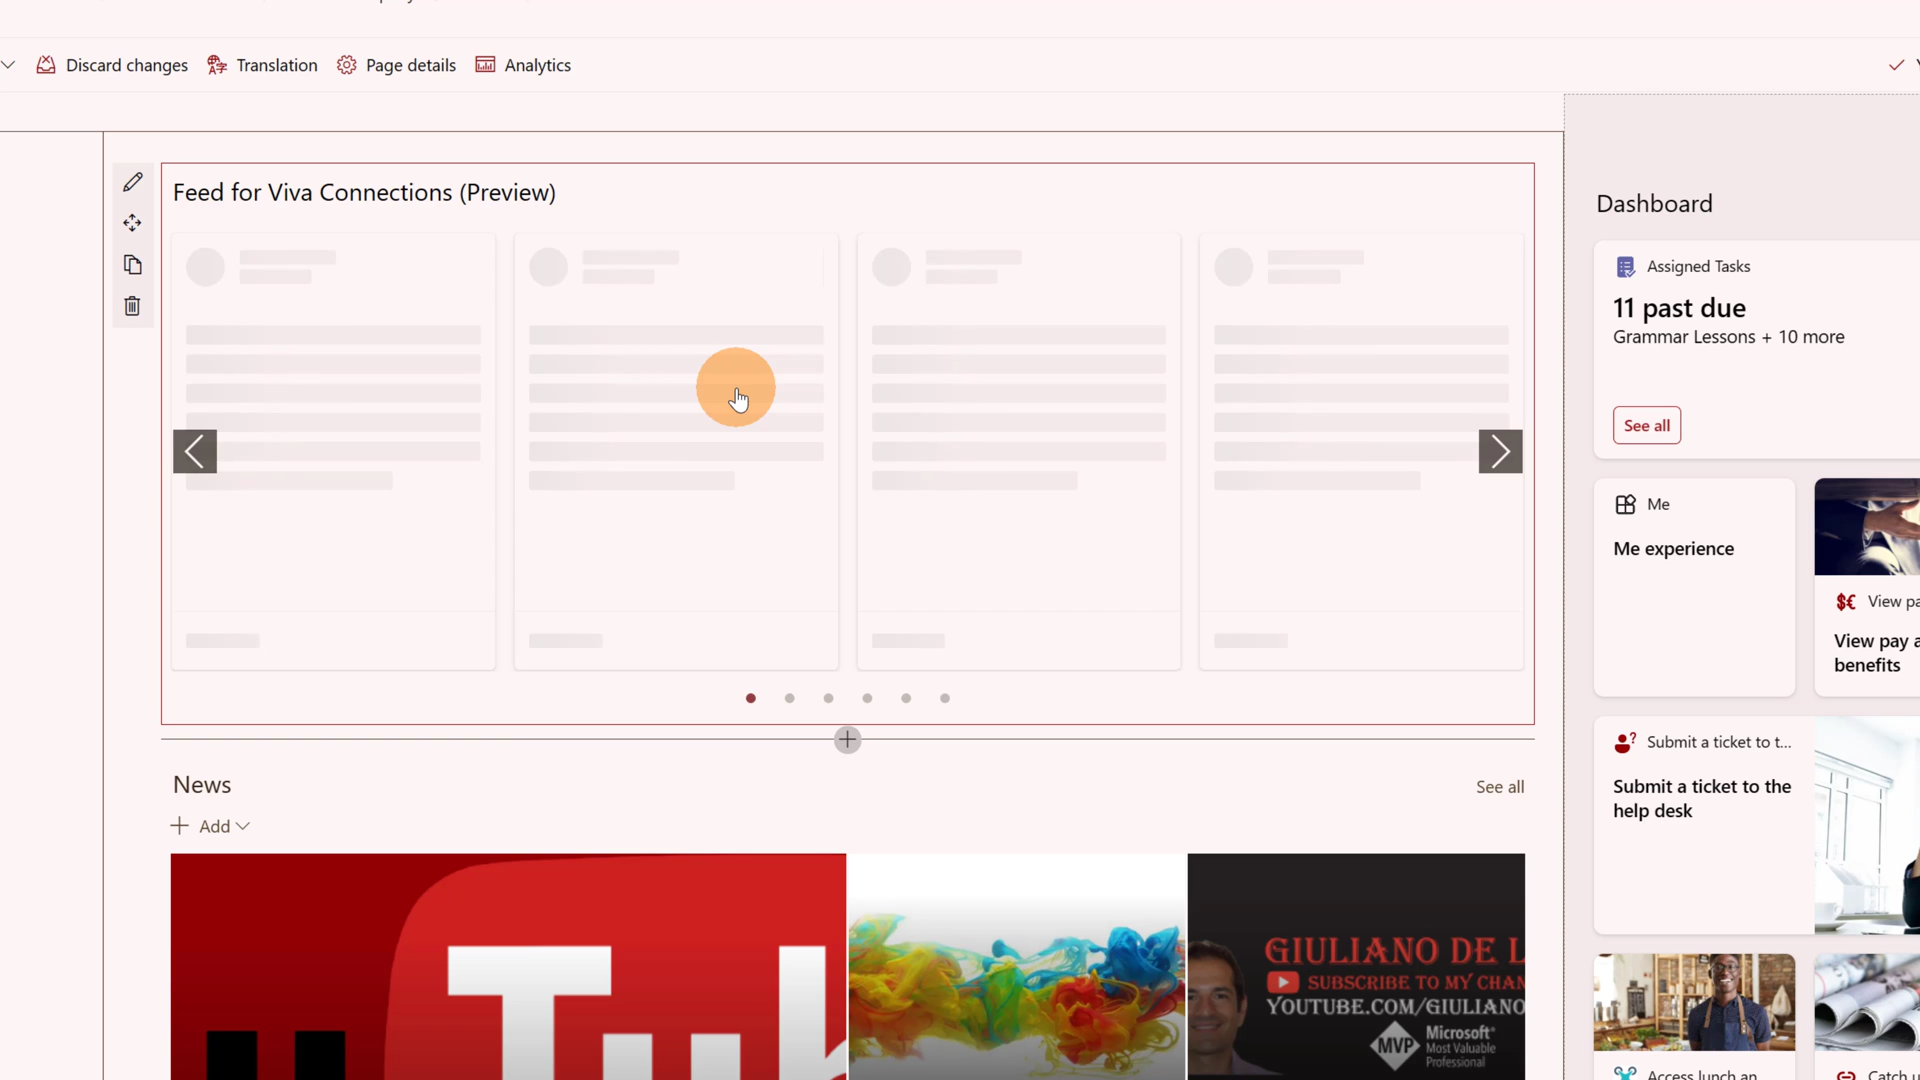 Discard changes
Translation
Page details
Analytics
Feed for Viva Connections (Preview)
Dashboard
Assigned Tasks
11 past due
Grammar Lessons + 10 more
See all
Me
Me experience
View pa
View pay a
benefits
Submit a ticket to t...
Submit a ticket to the
help desk
News
See all
Add
GIULIANO DE L
SUBSCRIBE TO MY CHAN
YOUTUBE.COM/GIULIANO
MVP
Microsoft®
Most Valuable
Professional
Access lunch an
Catch u